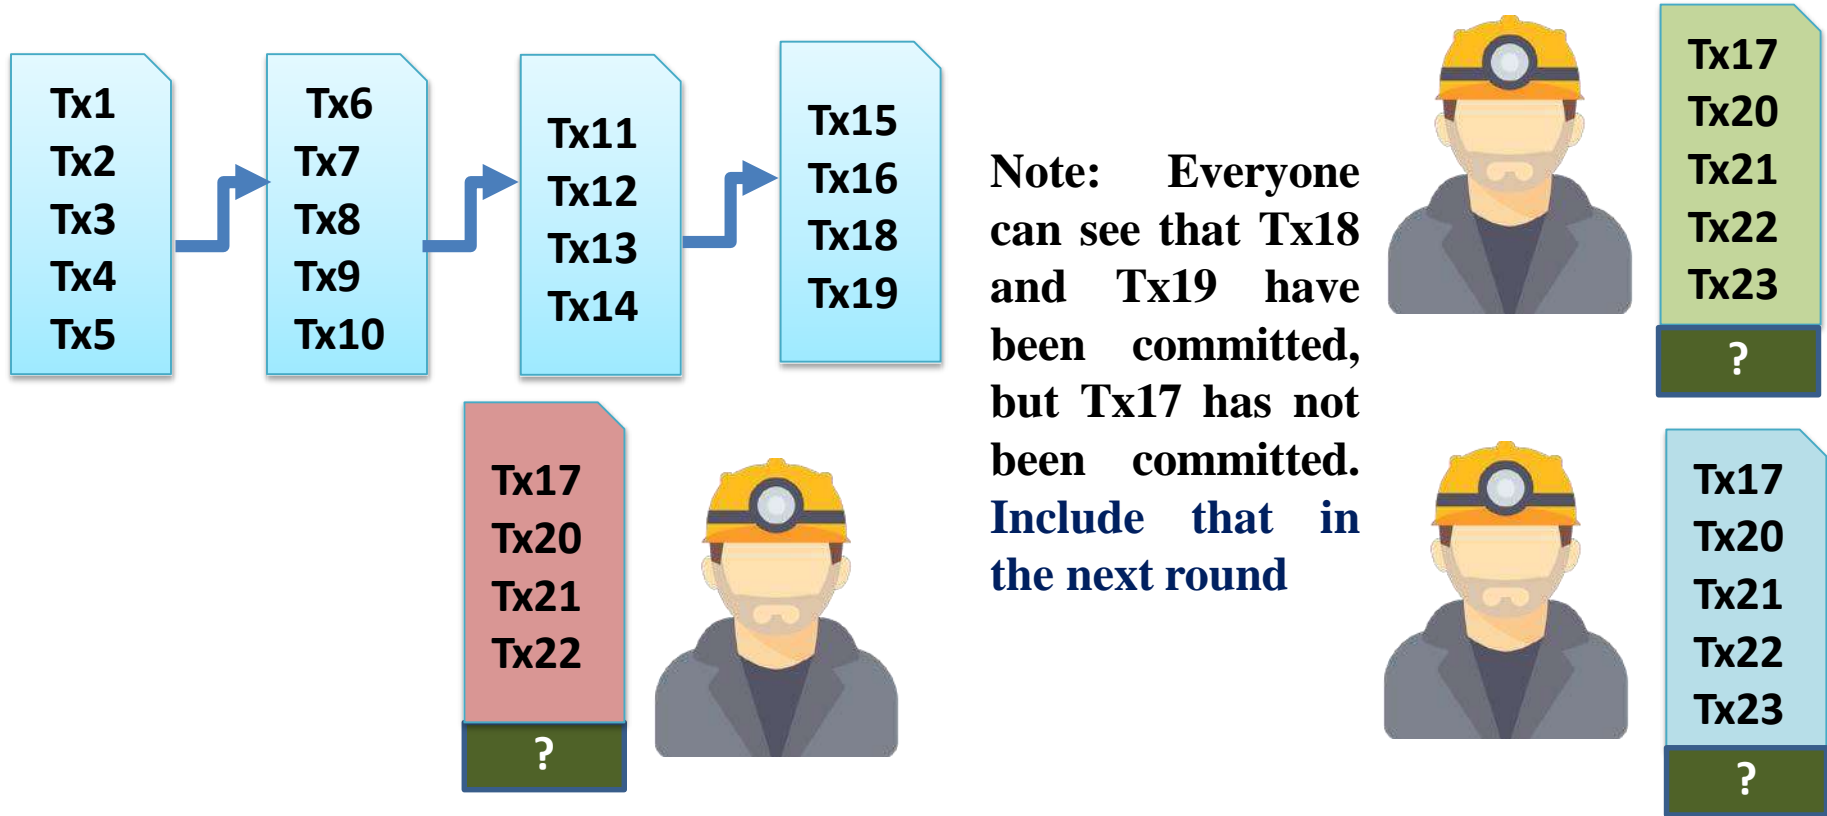 Tx1
Tx2
Tx3
Tx4
Tx5
Tx6
Tx7
Tx8
Tx9
Tx10
Tx11
Tx12
Tx13
Tx14
Tx15
Tx16
Tx18
Tx19
Note: Everyone
can see that Tx18
and Tx19 have
been committed,
but Tx17 has not
been committed.
Include that in
the next round
Tx17
Tx20
Tx21
Tx22
Tx23
?
Tx17
Tx20
Tx21
Tx22
?
Tx17
Tx20
Tx21
Tx22
Tx23
?